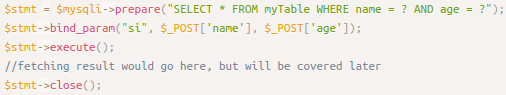 $stmt = $mysqli->prepare("SELECT * FROM myTable WHERE name = ? AND age = ?");
$stmt->bind_param("si", $_POST['name'], $_POST['age']);
$stmt->execute();
//fetching result would go here, but will be covered later
$stmt->close();